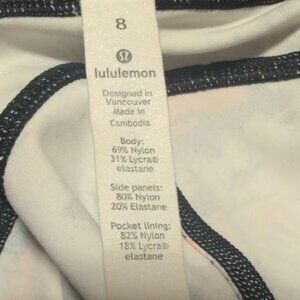 8
lululemon
Designed in
Vancouver
Made in
Cambodia
Body:
69% Nylon
31% Lycra®
elastane
Side panels:
80% Nylon
20% Elastane
Pocket lining:
82% Nylon
18% Lycra®
elastane